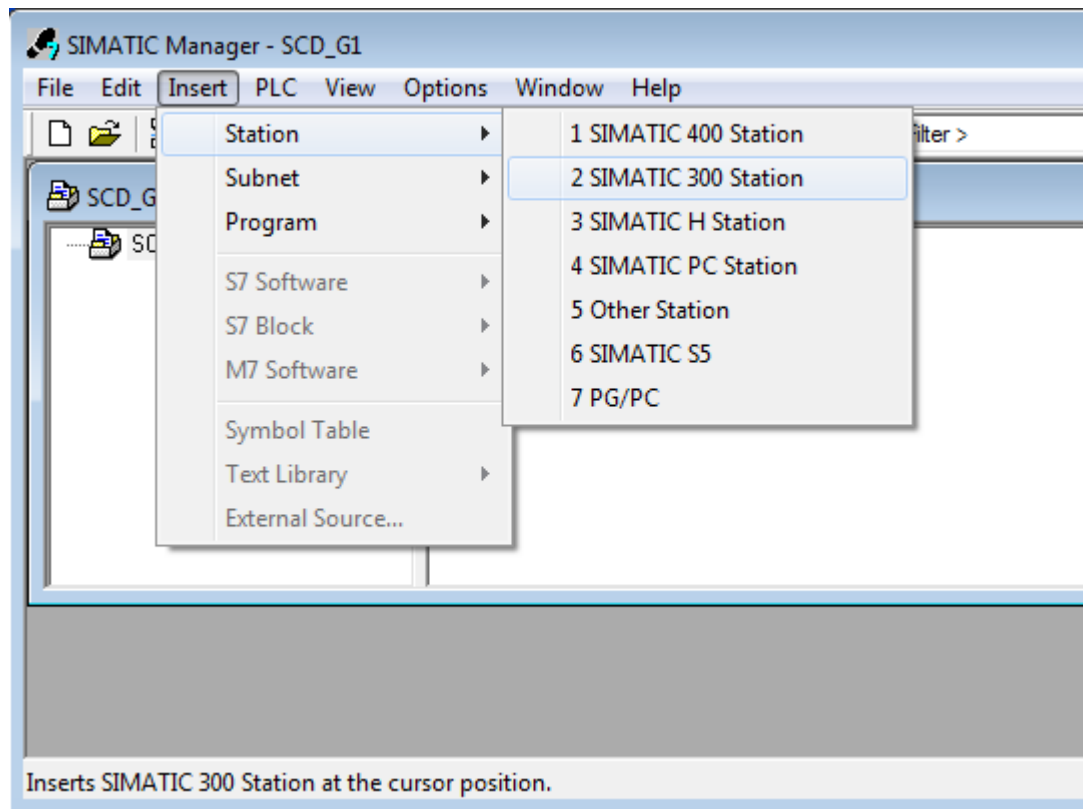 SIMATIC Manager - SCD_G1
File Edit Insert PLC View Options Window Help
Station
Subnet
Program
S7 Software
S7 Block
M7 Software
Symbol Table
Text Library
External Source...
1 SIMATIC 400 Station
2 SIMATIC 300 Station
3 SIMATIC H Station
4 SIMATIC PC Station
5 Other Station
6 SIMATIC S5
7 PG/PC
SCD_G
Inserts SIMATIC 300 Station at the cursor position.